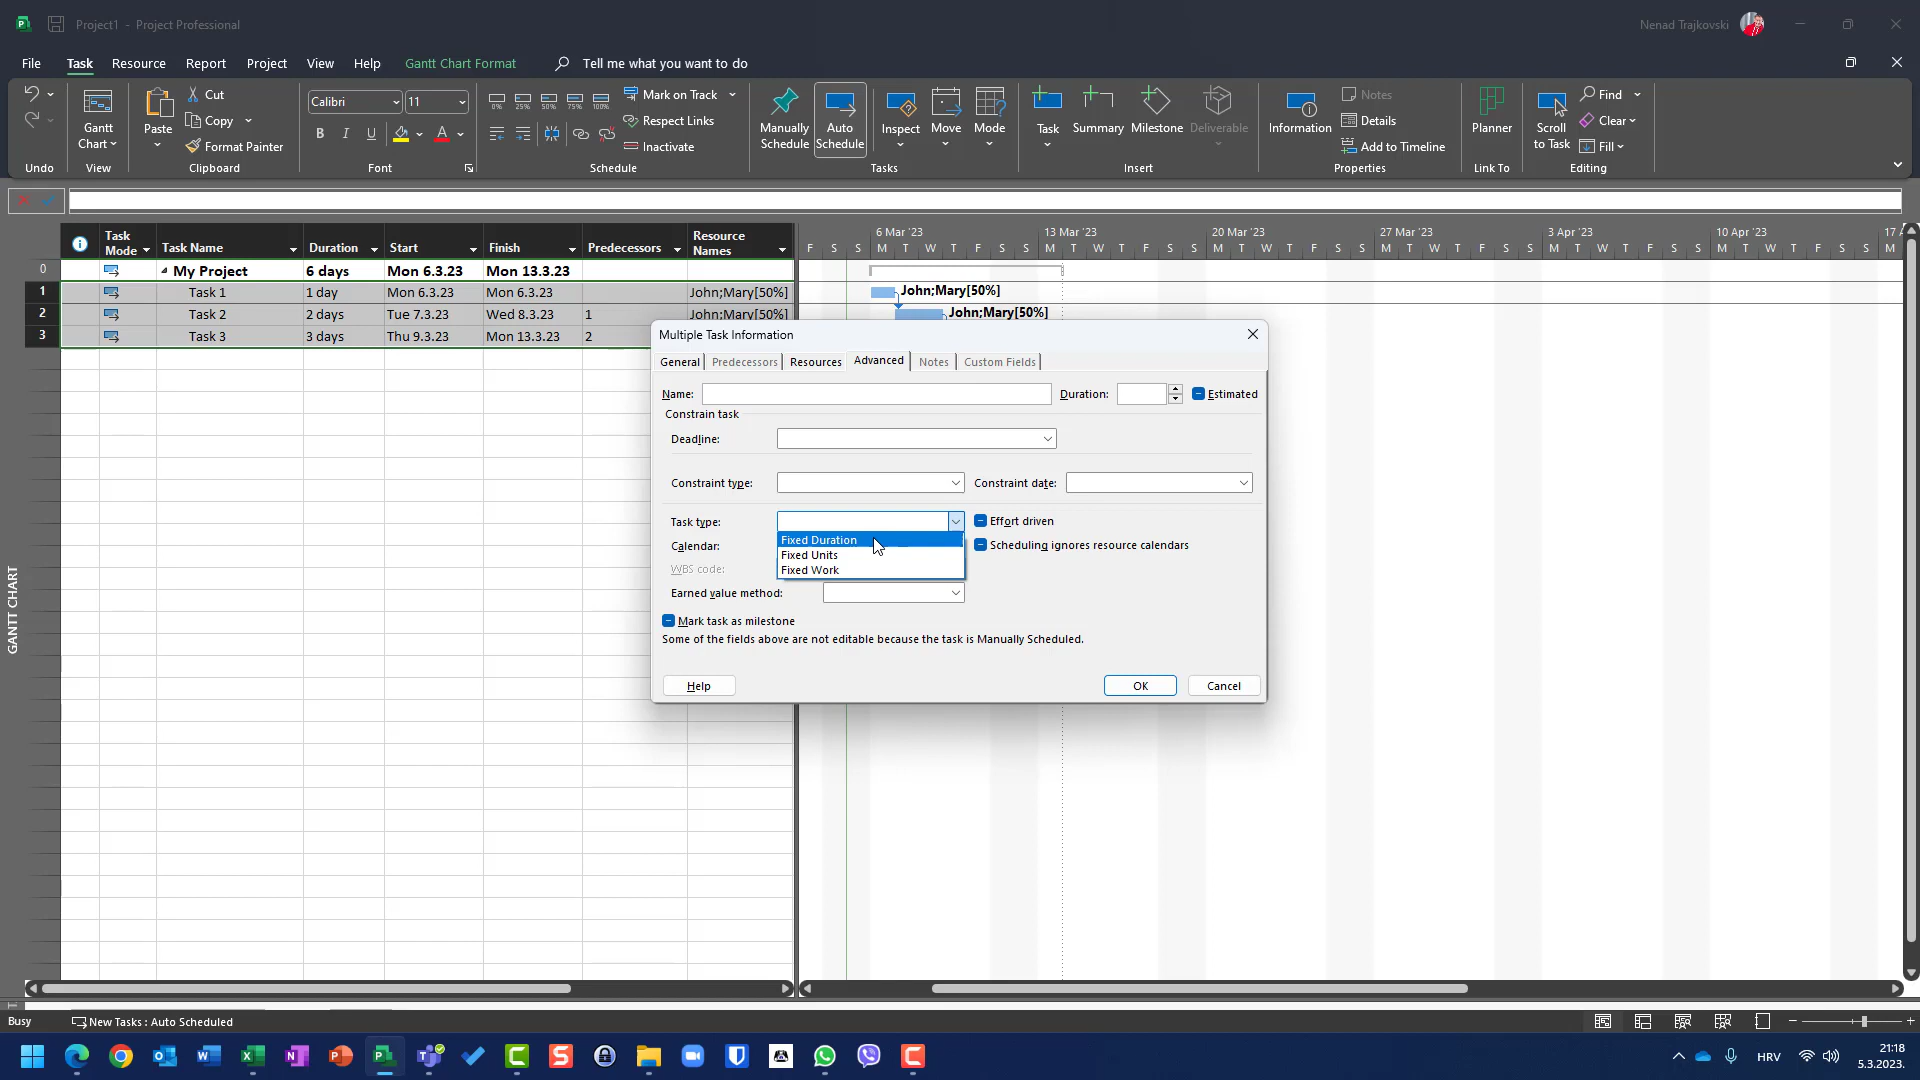 Project1 - Project Professional
Nenad Trajkovski
File Task Resource Report Project View Help Gantt Chart Format Tell me what you want to do
Cut
Copy
Format Painter
Calibri 11
B I U A
0% 25% 50% 75% 100%
Mark on Track
Respect Links
Inactivate
Gantt
Chart
Paste
Manually
Schedule
Auto
Schedule
Inspect
Move
Mode
Task
Summary
Milestone
Deliverable
Information
Notes
Details
Add to Timeline
Planner
Scroll
to Task
Find
Clear
Fill
Undo View Clipboard Font Schedule Tasks Insert Properties Link To Editing
Task
Mode
Task Name
Duration
Start
Finish
Predecessors
Resource
Names
6 Mar '23 13 Mar '23 20 Mar '23 27 Mar '23 3 Apr '23 10 Apr '23 17 A
F S S M T W T F S S M T W T F S S M T W T F S S M T W T F S S M T W T F S S M T W T F S S M
0 My Project 6 days Mon 6.3.23 Mon 13.3.23
1 Task 1 1 day Mon 6.3.23 Mon 6.3.23 John;Mary[50%]
2 Task 2 2 days Tue 7.3.23 Wed 8.3.23 1 John;Mary[50%]
3 Task 3 3 days Thu 9.3.23 Mon 13.3.23 2
John;Mary[50%]
John;Mary[50%]
Multiple Task Information
General Predecessors Resources Advanced Notes Custom Fields
Name: Duration: Estimated
Constrain task
Deadline:
Constraint type: Constraint date:
Task type: Effort driven
Fixed Duration
Fixed Units
Fixed Work
Calendar: Scheduling ignores resource calendars
WBS code:
Earned value method:
Mark task as milestone
Some of the fields above are not editable because the task is Manually Scheduled.
Help OK Cancel
GANTT CHART
Busy New Tasks : Auto Scheduled
HRV
21:18
5.3.2023.